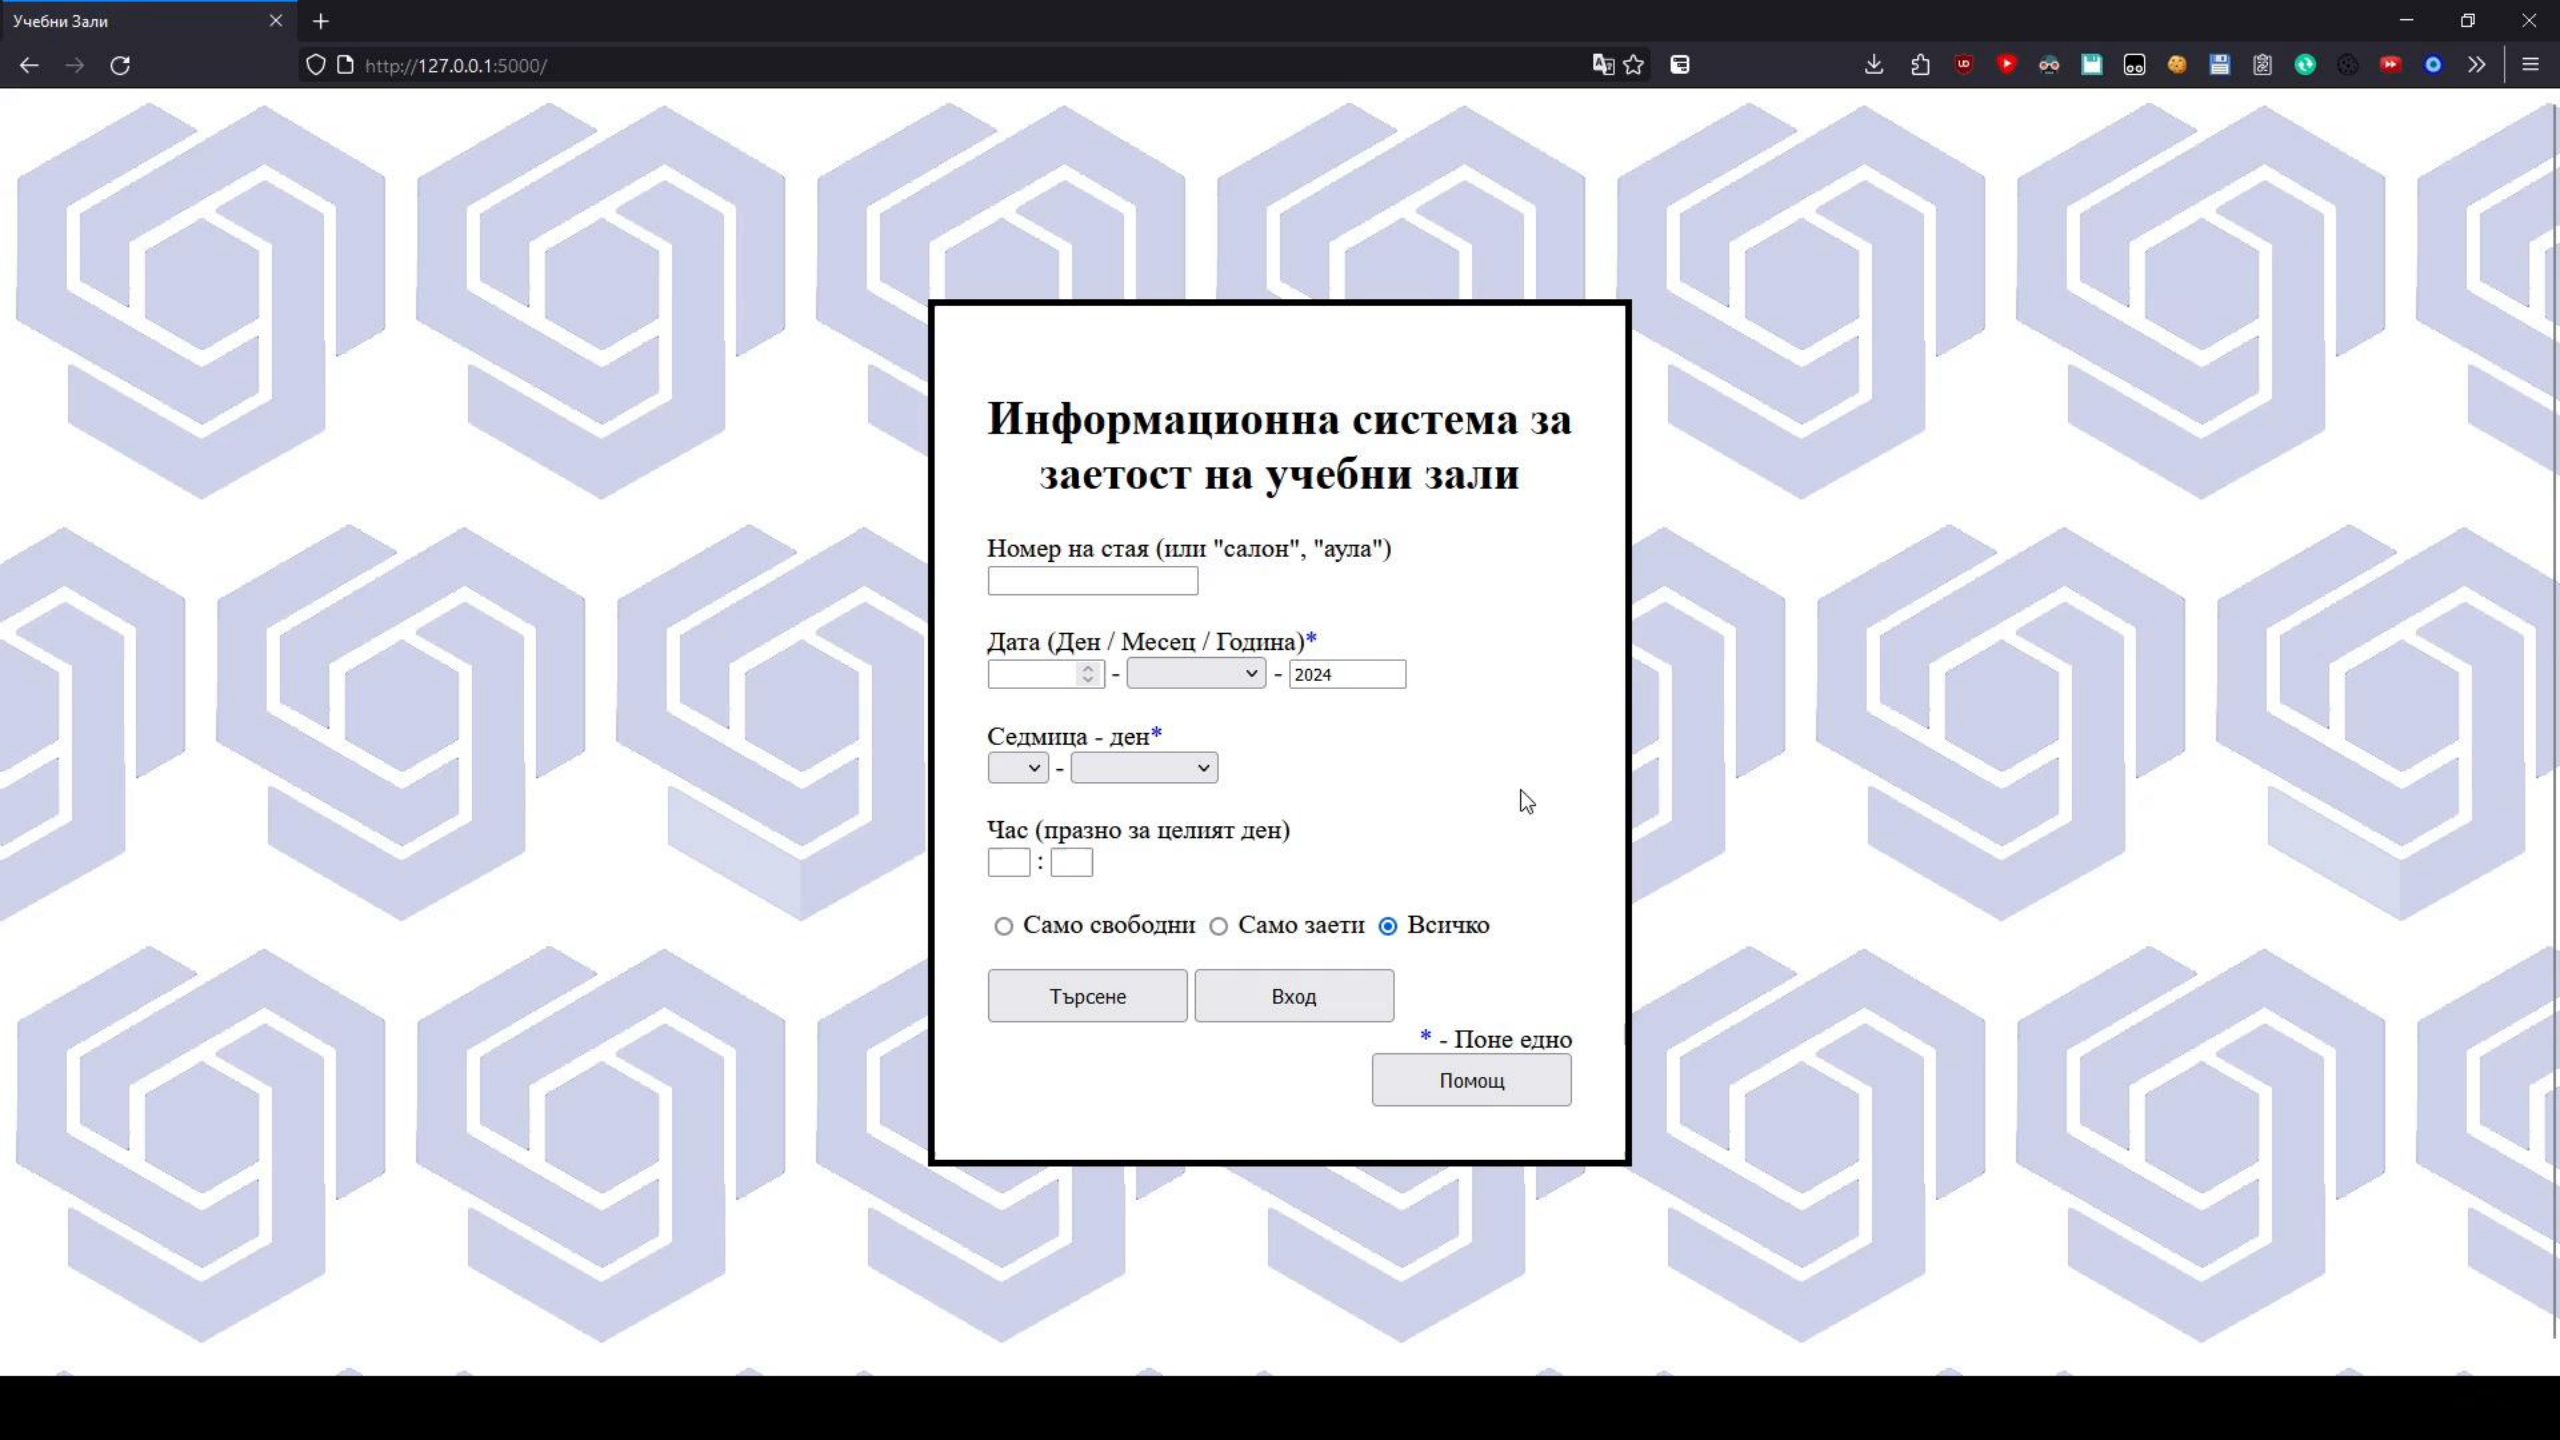 Учебни Зали
http://127.0.0.1:5000/
Информационна система за
заетост на учебни зали
Номер на стая (или "салон", "аула")
Дата (Ден / Месец / Година)*
- - 2024
Седмица - ден*
-
Час (празно за целият ден)
:
Само свободни Само заети Всичко
Търсене Вход
* - Поне едно
Помощ